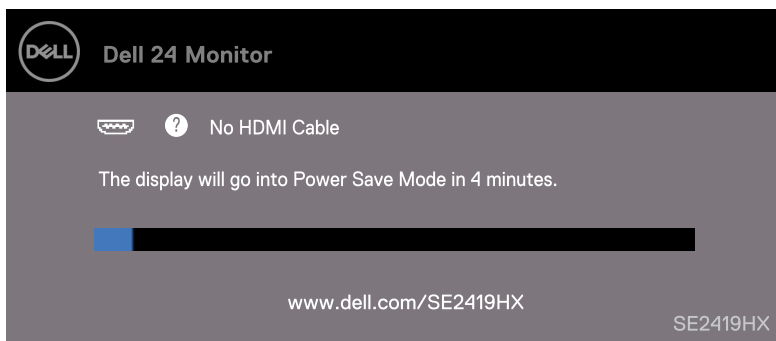 DELL
Dell 24 Monitor
? No HDMI Cable
The display will go into Power Save Mode in 4 minutes.
www.dell.com/SE2419HX
SE2419HX